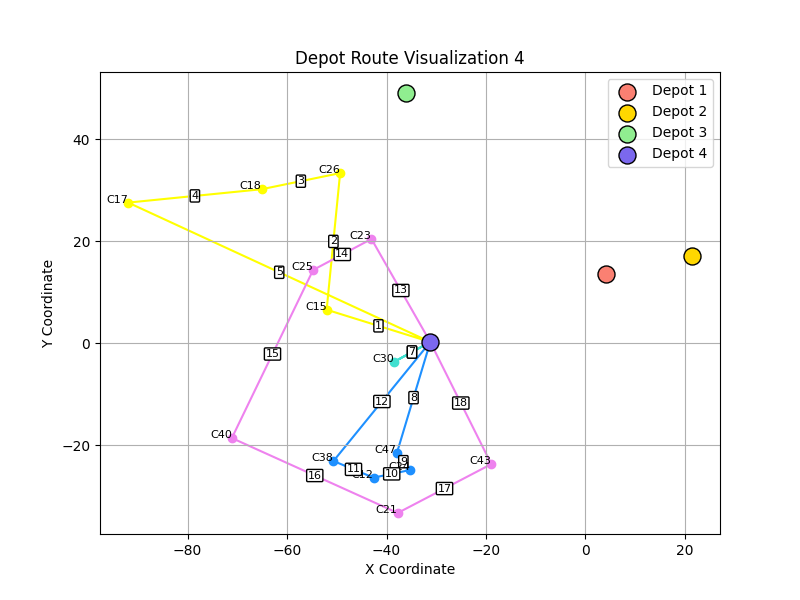 Depot Route Visualization 4
Depot 1
Depot 2
Depot 3
Depot 4
Y Coordinate
40
20
0
−20
C26
C18
3
C17
4
2
C23
14
C25
5
13
C15
1
7
C30
15
12
8
18
C40
C47
C38
9
C43
11
10
C12
16
17
C21
−80
−60
−40
−20
0
20
X Coordinate